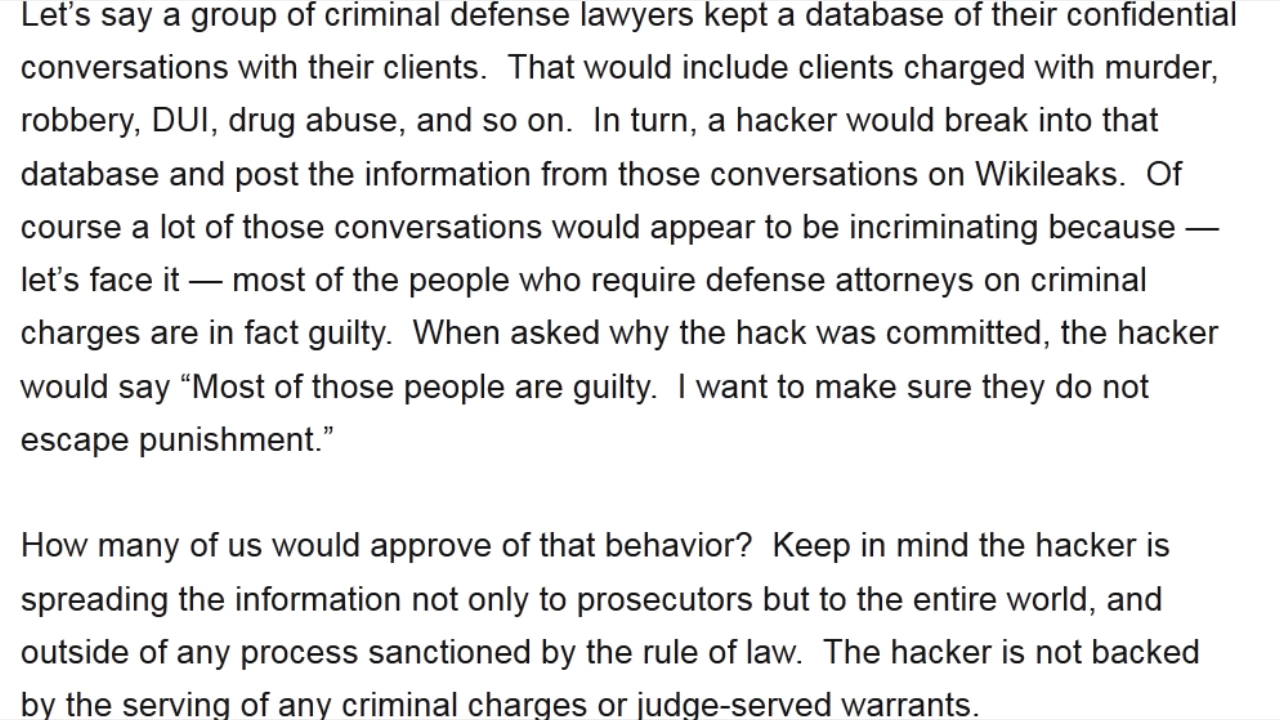 Let’s say a group of criminal defense lawyers kept a database of their confidential
conversations with their clients.  That would include clients charged with murder,
robbery, DUI, drug abuse, and so on.  In turn, a hacker would break into that
database and post the information from those conversations on Wikileaks.  Of
course a lot of those conversations would appear to be incriminating because —
let’s face it — most of the people who require defense attorneys on criminal
charges are in fact guilty.  When asked why the hack was committed, the hacker
would say “Most of those people are guilty.  I want to make sure they do not
escape punishment.”
How many of us would approve of that behavior?  Keep in mind the hacker is
spreading the information not only to prosecutors but to the entire world, and
outside of any process sanctioned by the rule of law.  The hacker is not backed
by the serving of any criminal charges or judge-served warrants.